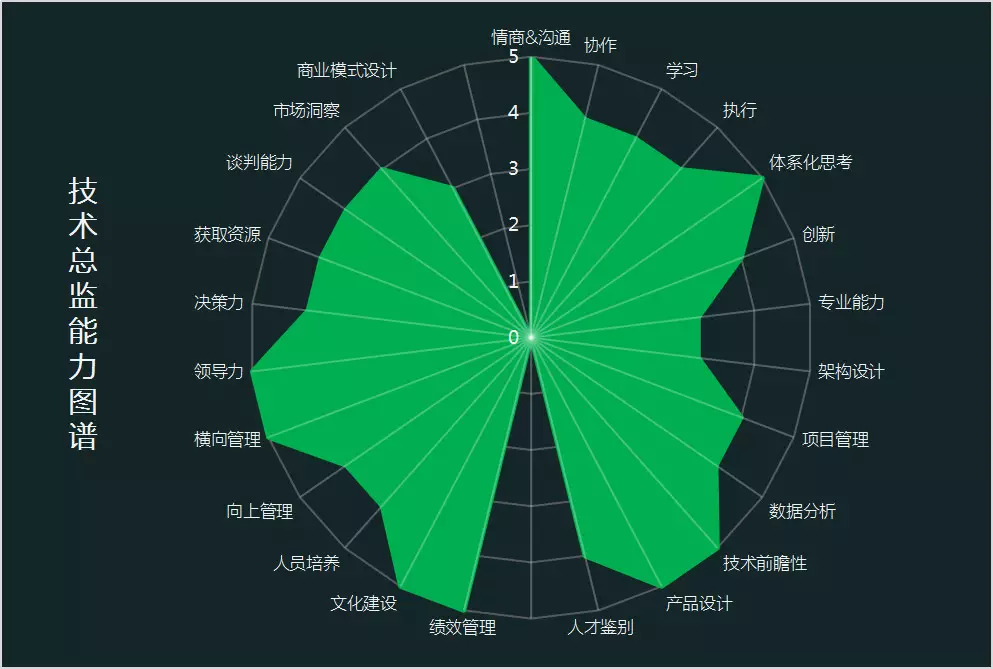 技术总监能力图谱
情商&沟通
协作
学习
执行
体系化思考
创新
专业能力
架构设计
项目管理
数据分析
技术前瞻性
产品设计
人才鉴别
绩效管理
文化建设
人员培养
向上管理
横向管理
领导力
决策力
获取资源
谈判能力
市场洞察
商业模式设计
5
4
3
2
1
0